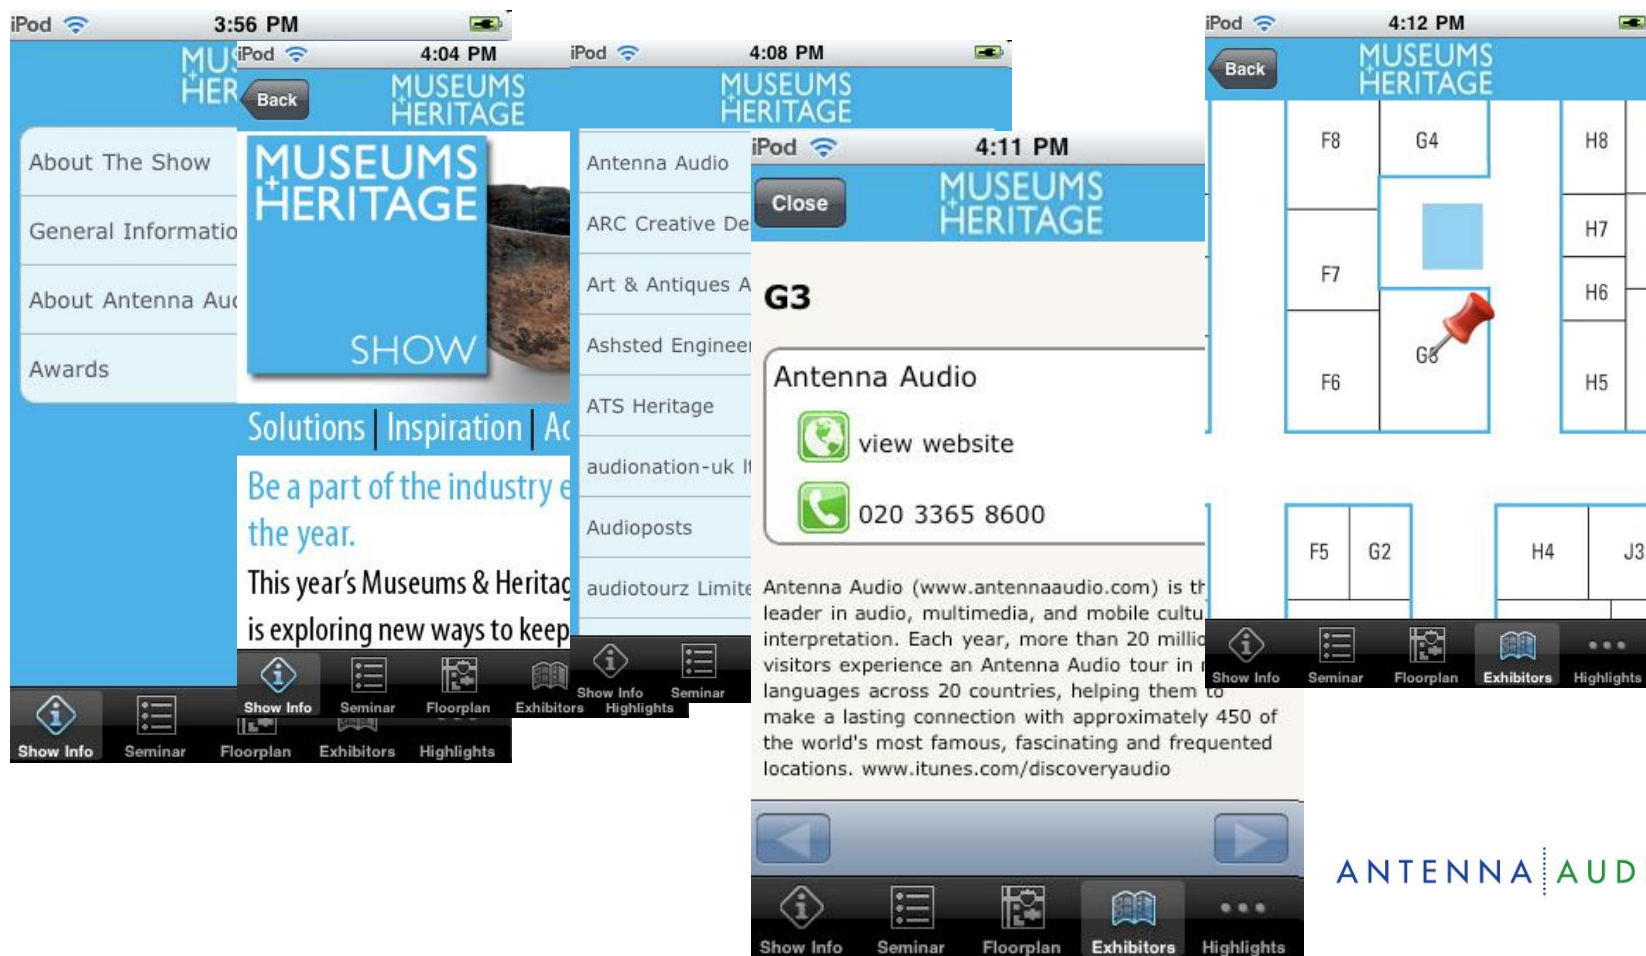 iPod 3:56 PM
MUS
+
HER
About The Show
General Informatio
About Antenna Aud
Awards
Show Info Seminar Floorplan Exhibitors Highlights
iPod 4:04 PM
Back
MUSEUMS
+
HERITAGE
MUSEUMS
+
HERITAGE
SHOW
Solutions | Inspiration |
Be a part of the industry e
the year.
This year's Museums & Heritag
is exploring new ways to keep
Show Info Seminar Floorplan Exhibitors Highlights
iPod 4:08 PM
MUSEUMS
+
HERITAGE
Antenna Audio
ARC Creative De
Art & Antiques A
Ashsted Engineer
ATS Heritage
audionation-uk lt
Audioposts
audiotourz Limite
Show Info Seminar
iPod 4:11 PM
Close
MUSEUMS
+
HERITAGE
G3
Antenna Audio
view website
020 3365 8600
Antenna Audio (www.antennaaudio.com) is th
leader in audio, multimedia, and mobile cultu
interpretation. Each year, more than 20 millio
visitors experience an Antenna Audio tour in
languages across 20 countries, helping them to
make a lasting connection with approximately 450 of
the world's most famous, fascinating and frequented
locations. www.itunes.com/discoveryaudio
Show Info Seminar Floorplan Exhibitors Highlights
iPod 4:12 PM
Back
MUSEUMS
+
HERITAGE
F8 G4 H8
H7
F7
H6
G3
F6 H5
F5 G2 H4 J3
Show Info Seminar Floorplan Exhibitors Highlights
ANTENNA AUD